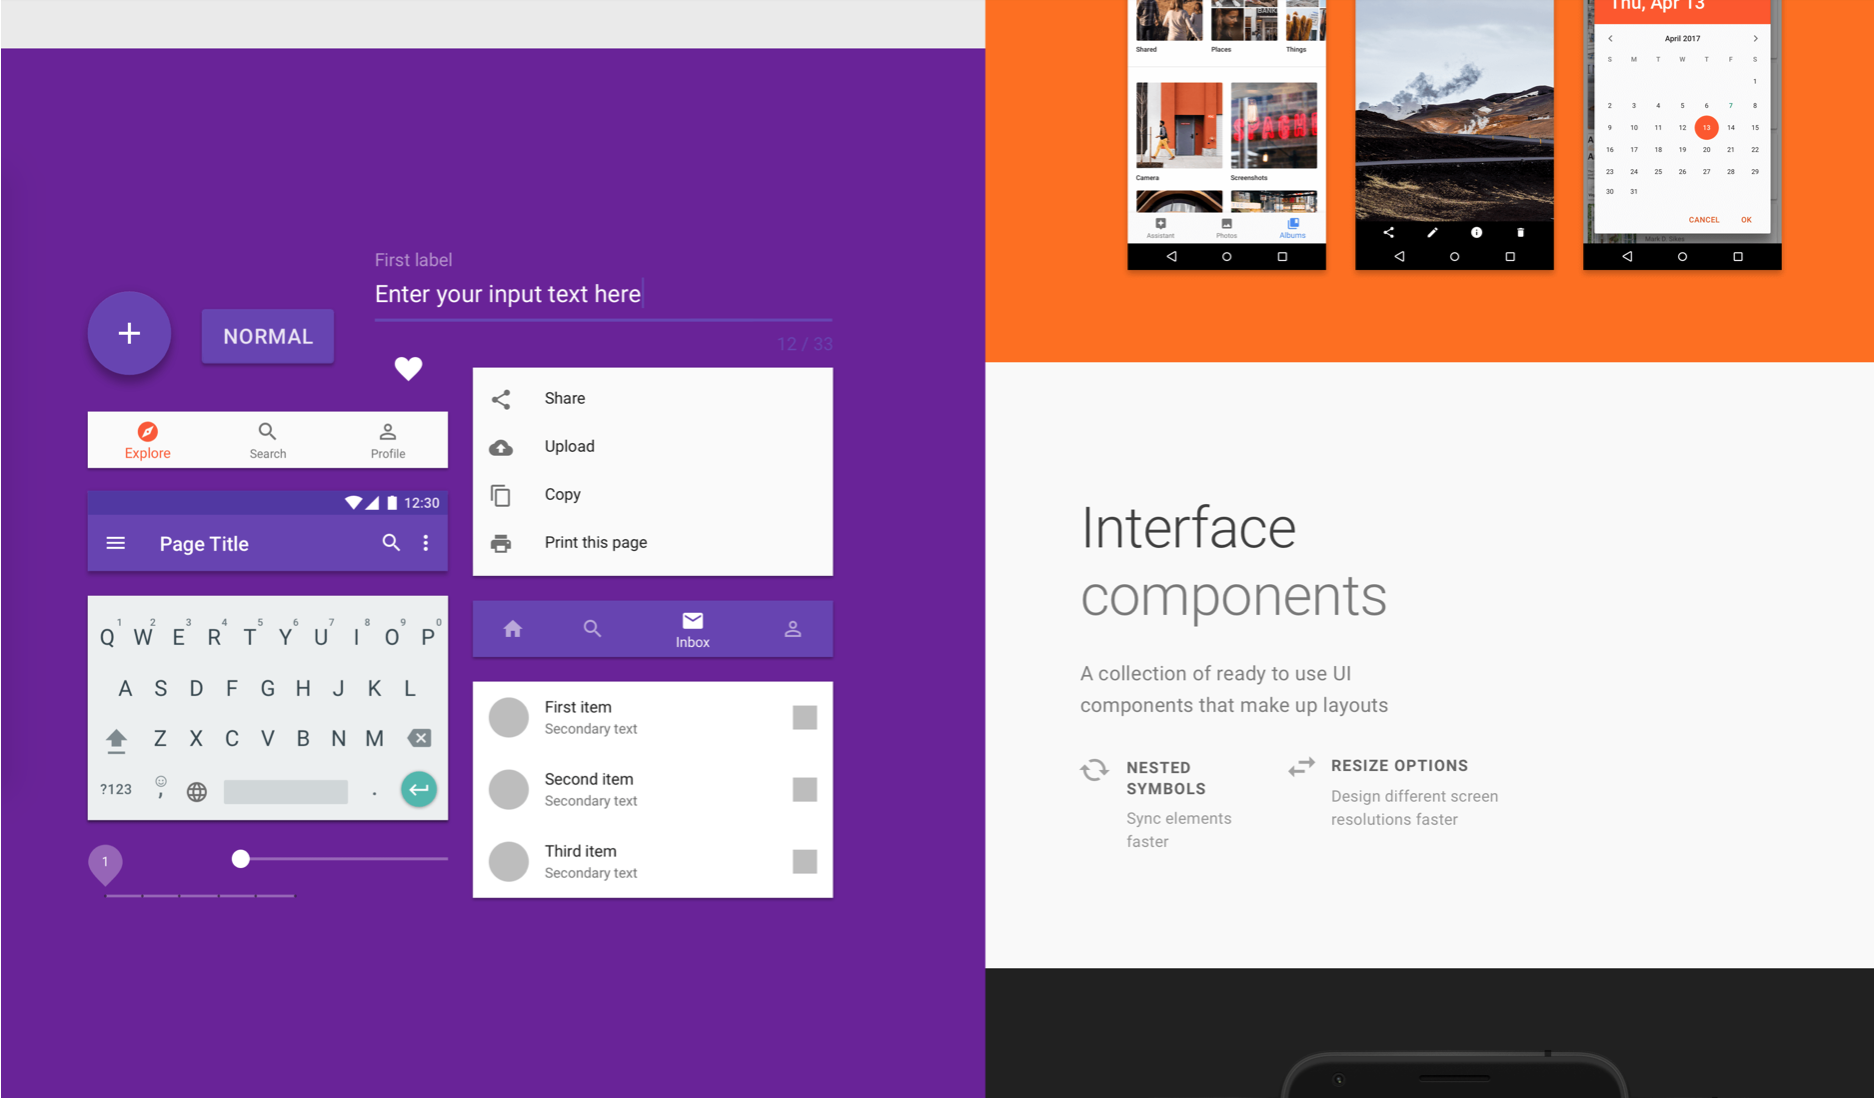 First label
Enter your input text here
12 / 33
NORMAL
Explore
Search
Profile
12:30
Page Title
1 2 3 4 5 6 7 8 9 0
Q W E R T Y U I O P
A S D F G H J K L
Z X C V B N M
?123 , .
1
Share
Upload
Copy
Print this page
Inbox
First item
Secondary text
Second item
Secondary text
Third item
Secondary text
Shared Places Things
Camera Screenshots
Assistant Photos Albums
Thu, Apr 13
April 2017
S M T W T F S
1
2 3 4 5 6 7 8
9 10 11 12 13 14 15
16 17 18 19 20 21 22
23 24 25 26 27 28 29
30 31
CANCEL OK
Interface
components
A collection of ready to use UI
components that make up layouts
NESTED
SYMBOLS
Sync elements
faster
RESIZE OPTIONS
Design different screen
resolutions faster